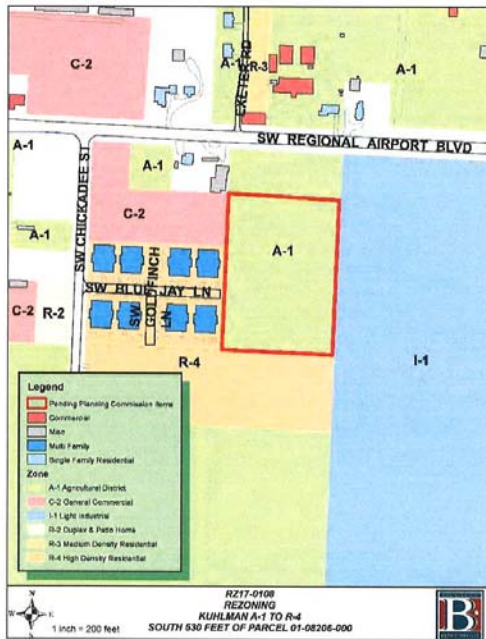 C-2
A-1
R-3
EXETER RD
A-1
SW REGIONAL AIRPORT BLVD
A-1
SW CHICKADEE ST
A-1
C-2
A-1
A-1
SW BLUE JAY LN
SW GOLDFINCH LN
C-2
R-2
R-4
I-1
Legend
Pending Planning Commission Items
Commercial
Misc
Multi Family
Single Family Residential
Zone
A-1 Agricultural District
C-2 General Commercial
I-1 Light Industrial
R-2 Duplex & Patio Home
R-3 Medium Density Residential
R-4 High Density Residential
N
W
E
S
1 inch = 200 feet
RZ17-0108
REZONING
KUHLMAN A-1 TO R-4
SOUTH 530 FEET OF PARCEL 01-08206-000
B